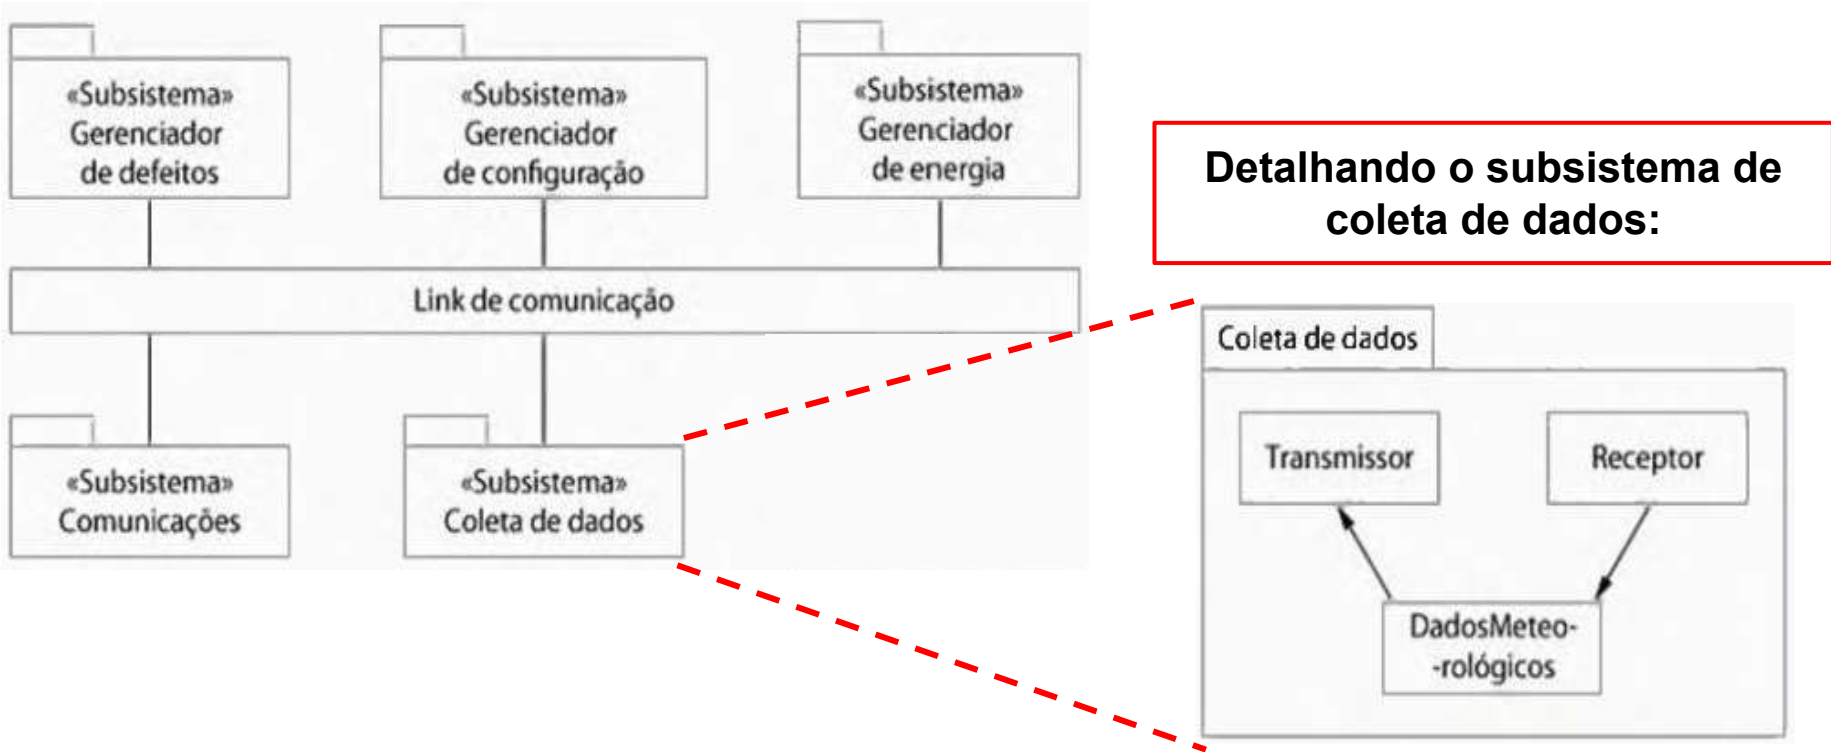 «Subsistema»
Gerenciador
de defeitos
«Subsistema»
Gerenciador
de configuração
«Subsistema»
Gerenciador
de energia
Link de comunicação
«Subsistema»
Comunicações
«Subsistema»
Coleta de dados
Detalhando o subsistema de
coleta de dados:
Coleta de dados
Transmissor
Receptor
DadosMeteo-
-rológicos